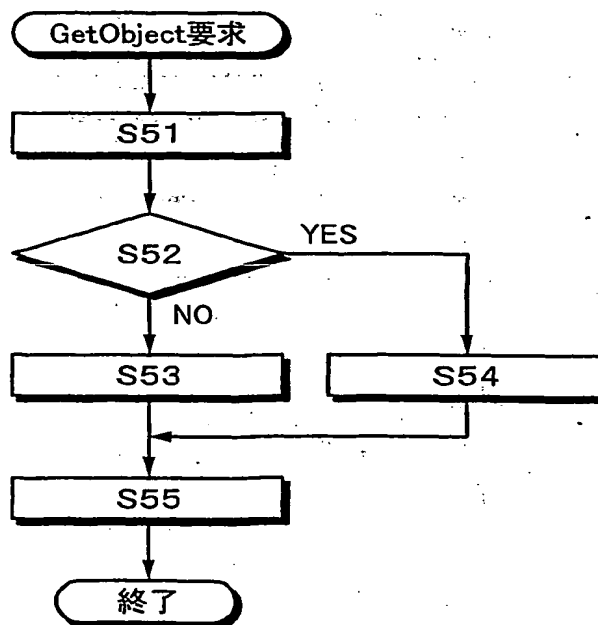 GetObject要求
S51
S52
YES
NO
S53
S54
S55
終了